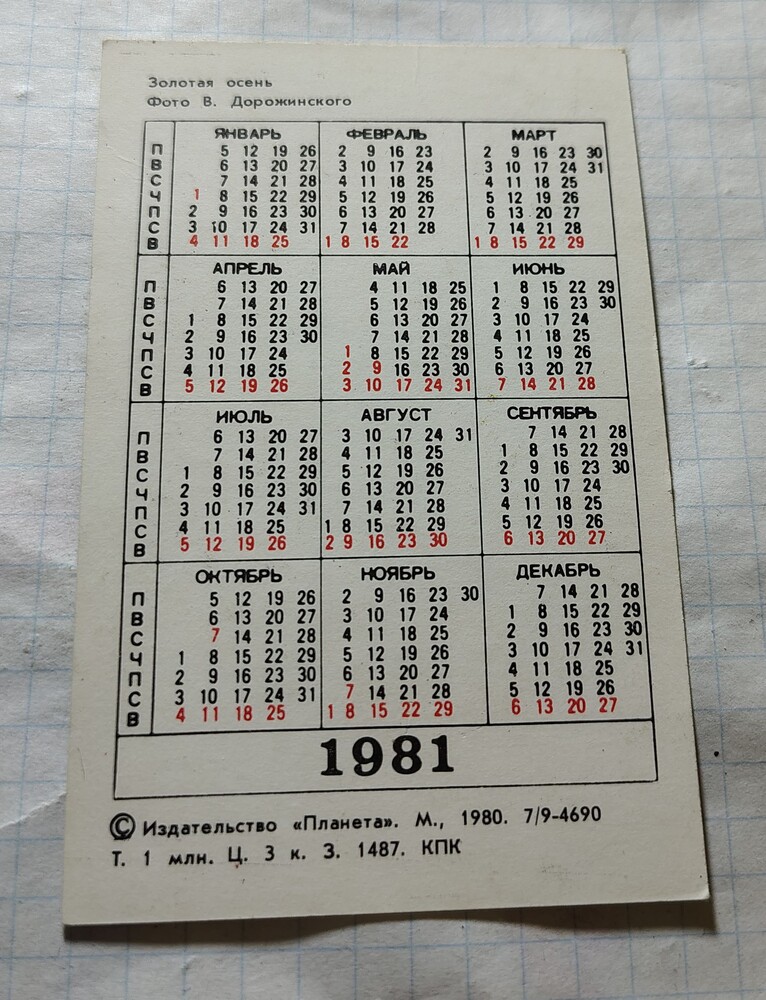 Золотая осень
Фото В. Дорожинского
ЯНВАРЬ ФЕВРАЛЬ МАРТ
П 5 12 19 26 2 9 16 23 2 9 16 23 30
В 6 13 20 27 3 10 17 24 3 10 17 24 31
С 7 14 21 28 4 11 18 25 4 11 18 25
Ч 1 8 15 22 29 5 12 19 26 5 12 19 26
П 2 9 16 23 30 6 13 20 27 6 13 20 27
С 3 10 17 24 31 7 14 21 28 7 14 21 28
В 4 11 18 25 1 8 15 22 1 8 15 22 29
АПРЕЛЬ МАЙ ИЮНЬ
П 6 13 20 27 4 11 18 25 1 8 15 22 29
В 7 14 21 28 5 12 19 26 2 9 16 23 30
С 1 8 15 22 29 6 13 20 27 3 10 17 24
Ч 2 9 16 23 30 7 14 21 28 4 11 18 25
П 3 10 17 24 1 8 15 22 29 5 12 19 26
С 4 11 18 25 2 9 16 23 30 6 13 20 27
В 5 12 19 26 3 10 17 24 31 7 14 21 28
ИЮЛЬ АВГУСТ СЕНТЯБРЬ
П 6 13 20 27 3 10 17 24 31 7 14 21 28
В 7 14 21 28 4 11 18 25 1 8 15 22 29
С 1 8 15 22 29 5 12 19 26 2 9 16 23 30
Ч 2 9 16 23 30 6 13 20 27 3 10 17 24
П 3 10 17 24 31 7 14 21 28 4 11 18 25
С 4 11 18 25 1 8 15 22 29 5 12 19 26
В 5 12 19 26 2 9 16 23 30 6 13 20 27
ОКТЯБРЬ НОЯБРЬ ДЕКАБРЬ
П 5 12 19 26 2 9 16 23 30 7 14 21 28
В 6 13 20 27 3 10 17 24 1 8 15 22 29
С 7 14 21 28 4 11 18 25 2 9 16 23 30
Ч 1 8 15 22 29 5 12 19 26 3 10 17 24 31
П 2 9 16 23 30 6 13 20 27 4 11 18 25
С 3 10 17 24 31 7 14 21 28 5 12 19 26
В 4 11 18 25 1 8 15 22 29 6 13 20 27
1981
© Издательство «Планета». М., 1980. 7/9-4690
Т. 1 млн. Ц. 3 к. З. 1487. КПК